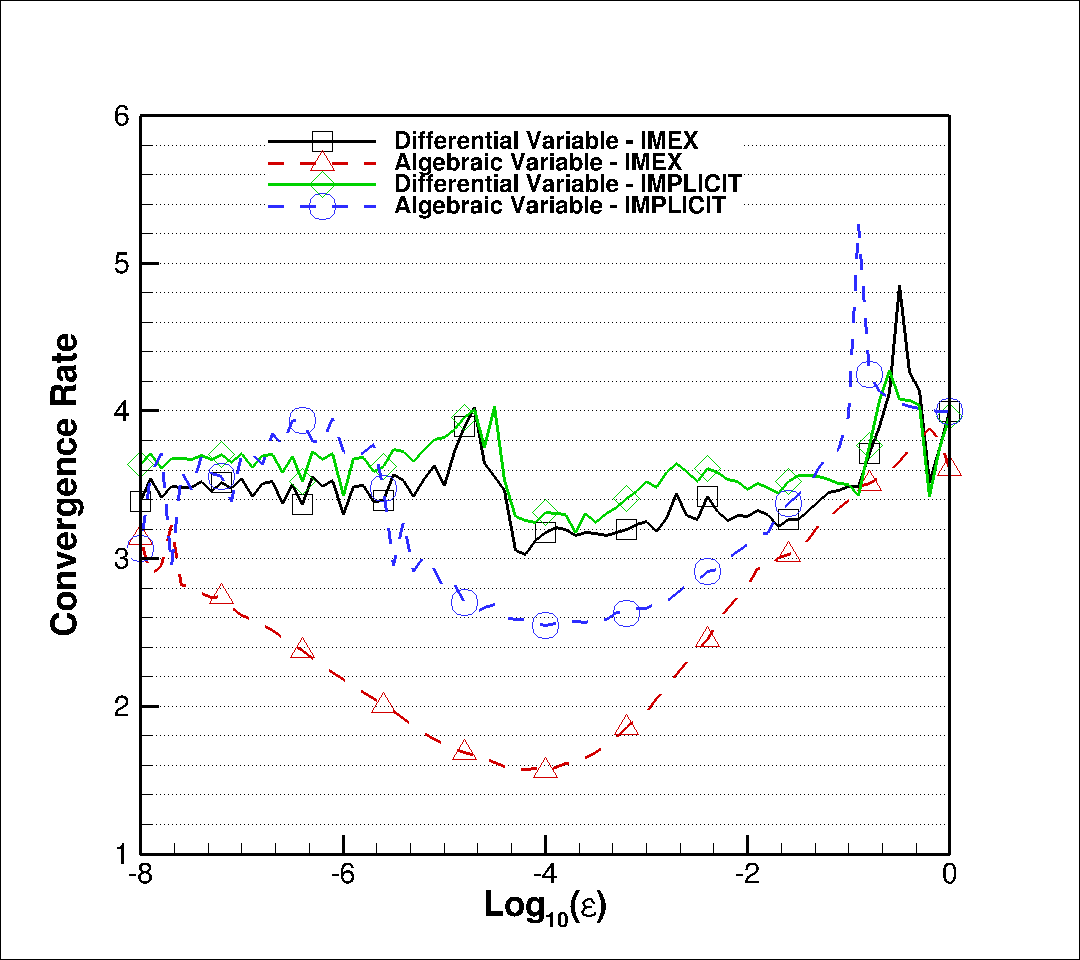 6
Differential Variable - IMEX
Algebraic Variable - IMEX
Differential Variable - IMPLICIT
Algebraic Variable - IMPLICIT
5
4
3
2
1
Convergence Rate
-8 -6 -4 -2 0
Log10(ε)